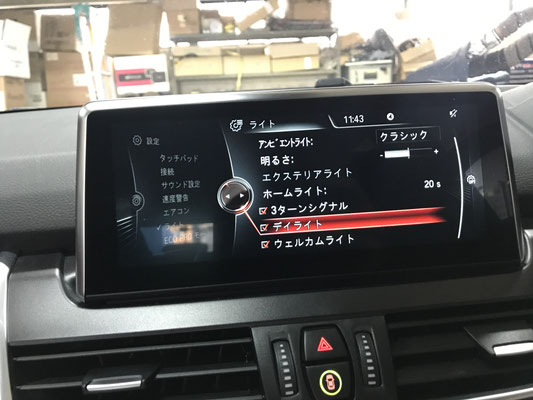 ライト
11:43
設定
タッチパッド
接続
サウンド設定
速度警告
エアコン
アンビエントライト:
クラシック
明るさ:
- +
エクステリアライト
ホームライト: 20 s
3ターンシグナル
デイライト
ウェルカムライト